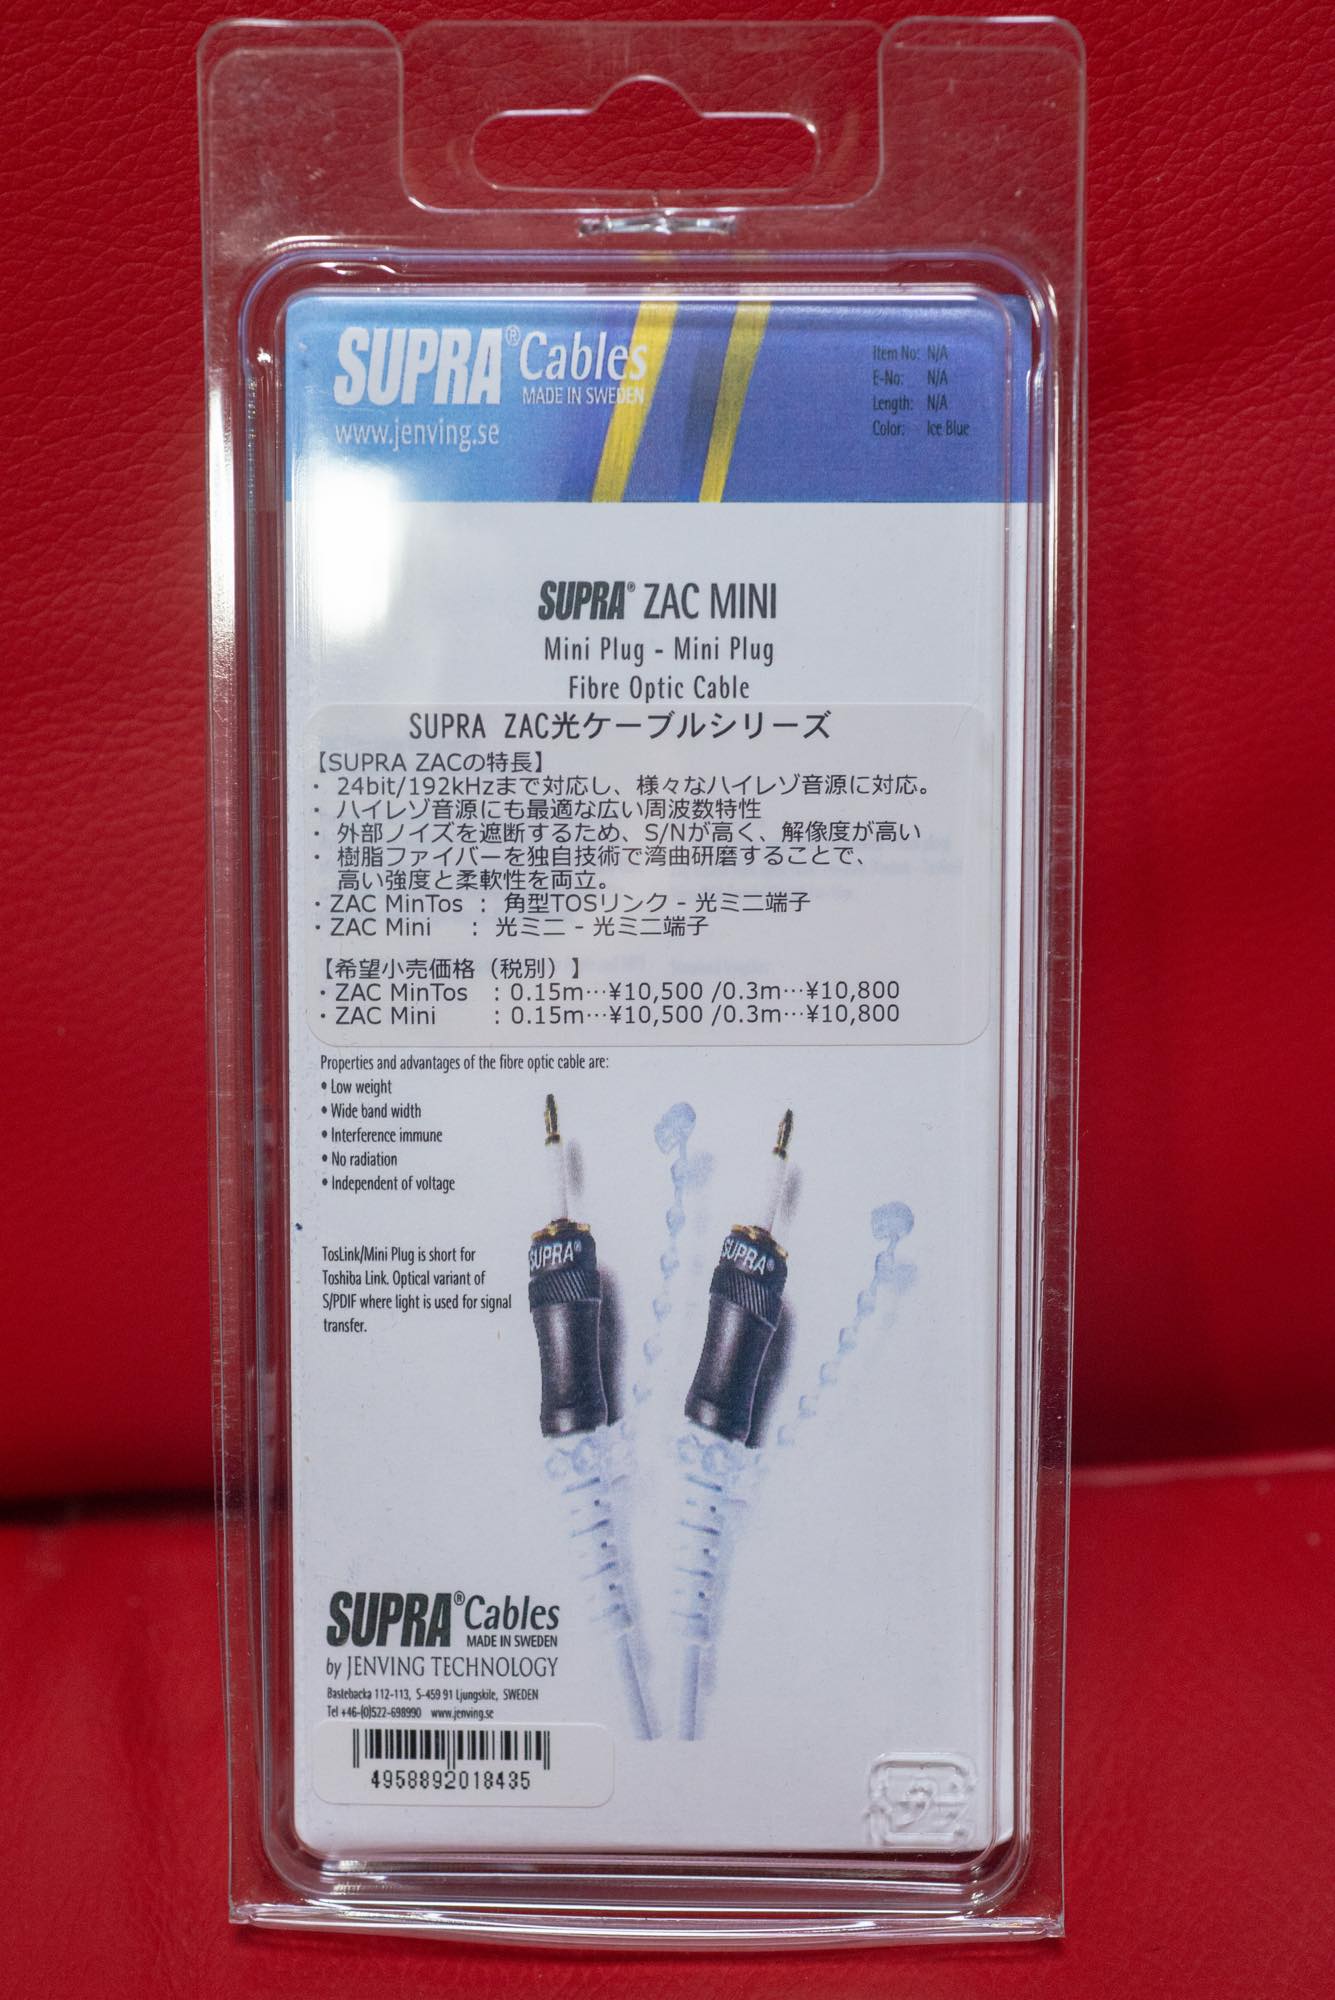 SUPRA® Cables
MADE IN SWEDEN
www.jenving.se
Item No: N/A
E-No: N/A
Length: N/A
Color: Ice Blue
SUPRA® ZAC MINI
Mini Plug - Mini Plug
Fibre Optic Cable
SUPRA ZAC光ケーブルシリーズ
【SUPRA ZACの特長】
・ 24bit/192kHzまで対応し、様々なハイレゾ音源に対応。
・ ハイレゾ音源にも最適な広い周波数特性
・ 外部ノイズを遮断するため、S/Nが高く、解像度が高い
・ 樹脂ファイバーを独自技術で湾曲研磨することで、
高い強度と柔軟性を両立。
・ZAC MinTos : 角型TOSリンク - 光ミニ端子
・ZAC Mini : 光ミニ - 光ミニ端子
【希望小売価格（税別）】
・ZAC MinTos : 0.15m…¥10,500 /0.3m…¥10,800
・ZAC Mini : 0.15m…¥10,500 /0.3m…¥10,800
Properties and advantages of the fibre optic cable are:
• Low weight
• Wide band width
• Interference immune
• No radiation
• Independent of voltage
TosLink/Mini Plug is short for
Toshiba Link. Optical variant of
S/PDIF where light is used for signal
transfer.
SUPRA®
SUPRA®
SUPRA® Cables
MADE IN SWEDEN
by JENVING TECHNOLOGY
Bastebacka 112-113, S-459 91 Ljungskile, SWEDEN
Tel +46-(0)522-698990 www.jenving.se
4958892018435